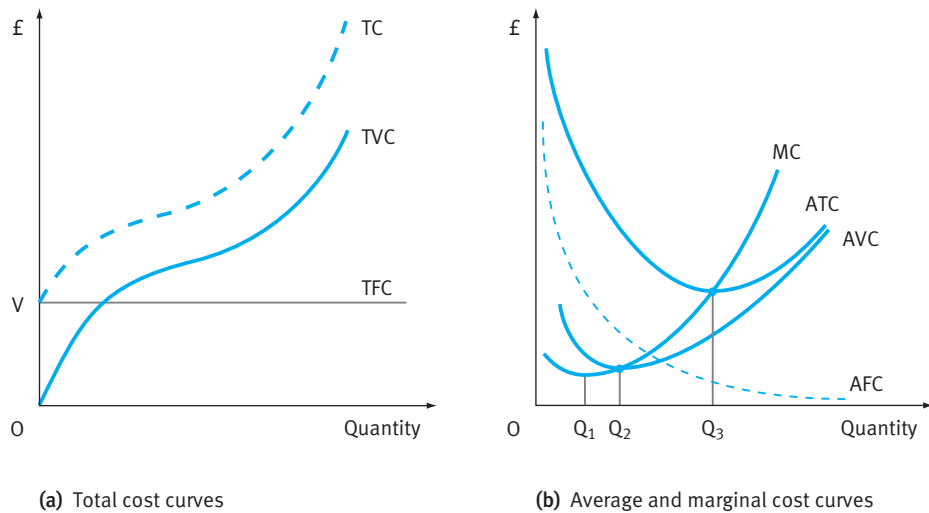 £
TC
TVC
TFC
V
O
Quantity
(a) Total cost curves
£
MC
ATC
AVC
AFC
O
Q1
Q2
Q3
Quantity
(b) Average and marginal cost curves